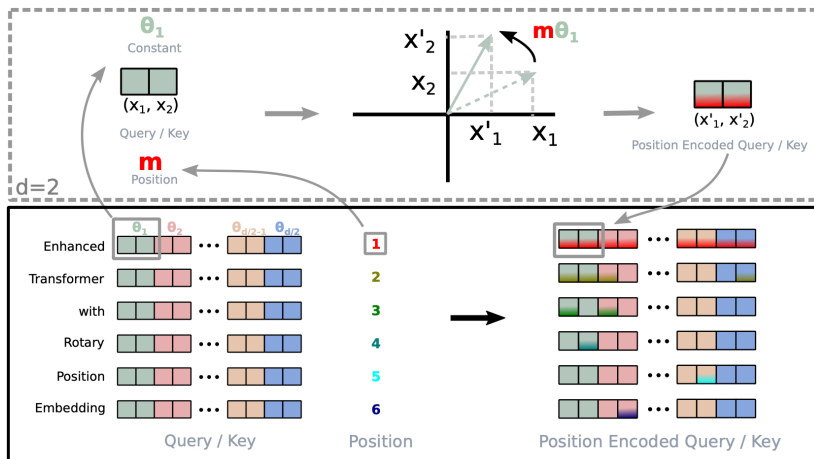 θ1
Constant
(x1, x2)
Query / Key
m
Position
d=2
x'2
x2
x'1
x1
mθ1
(x'1, x'2)
Position Encoded Query / Key
θ1 θ2 θd/2-1 θd/2
Enhanced ••• 1 •••
Transformer ••• 2 •••
with ••• 3 •••
Rotary ••• 4 •••
Position ••• 5 •••
Embedding ••• 6 •••
Query / Key Position Position Encoded Query / Key